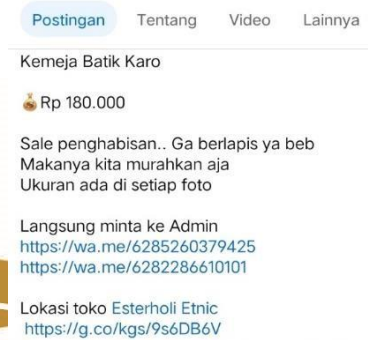 Postingan Tentang Video Lainnya
Kemeja Batik Karo
💰Rp 180.000
Sale penghabisan.. Ga berlapis ya beb
Makanya kita murahkan aja
Ukuran ada di setiap foto
Langsung minta ke Admin
https://wa.me/6285260379425
https://wa.me/6282286610101
Lokasi toko Esterholi Etnic
https://g.co/kgs/9s6DB6V